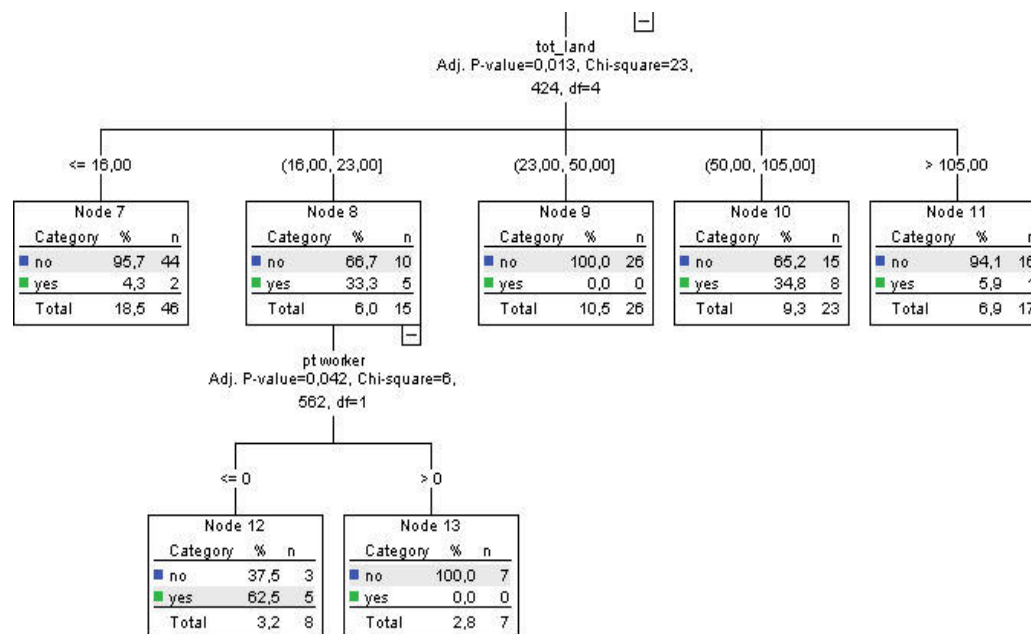 tot_land
Adj. P-value=0,013, Chi-square=23,
424, df=4
<= 16,00 (16,00, 23,00] (23,00, 50,00] (50,00, 105,00] > 105,00
Node 7 Node 8 Node 9 Node 10 Node 11
Category % n Category % n Category % n Category % n Category % n
no 95,7 44 no 66,7 10 no 100,0 26 no 65,2 15 no 94,1 16
yes 4,3 2 yes 33,3 5 yes 0,0 0 yes 34,8 8 yes 5,9 1
Total 18,5 46 Total 6,0 15 Total 10,5 26 Total 9,3 23 Total 6,9 17
pt worker
Adj. P-value=0,042, Chi-square=6,
562, df=1
<= 0 > 0
Node 12 Node 13
Category % n Category % n
no 37,5 3 no 100,0 7
yes 62,5 5 yes 0,0 0
Total 3,2 8 Total 2,8 7